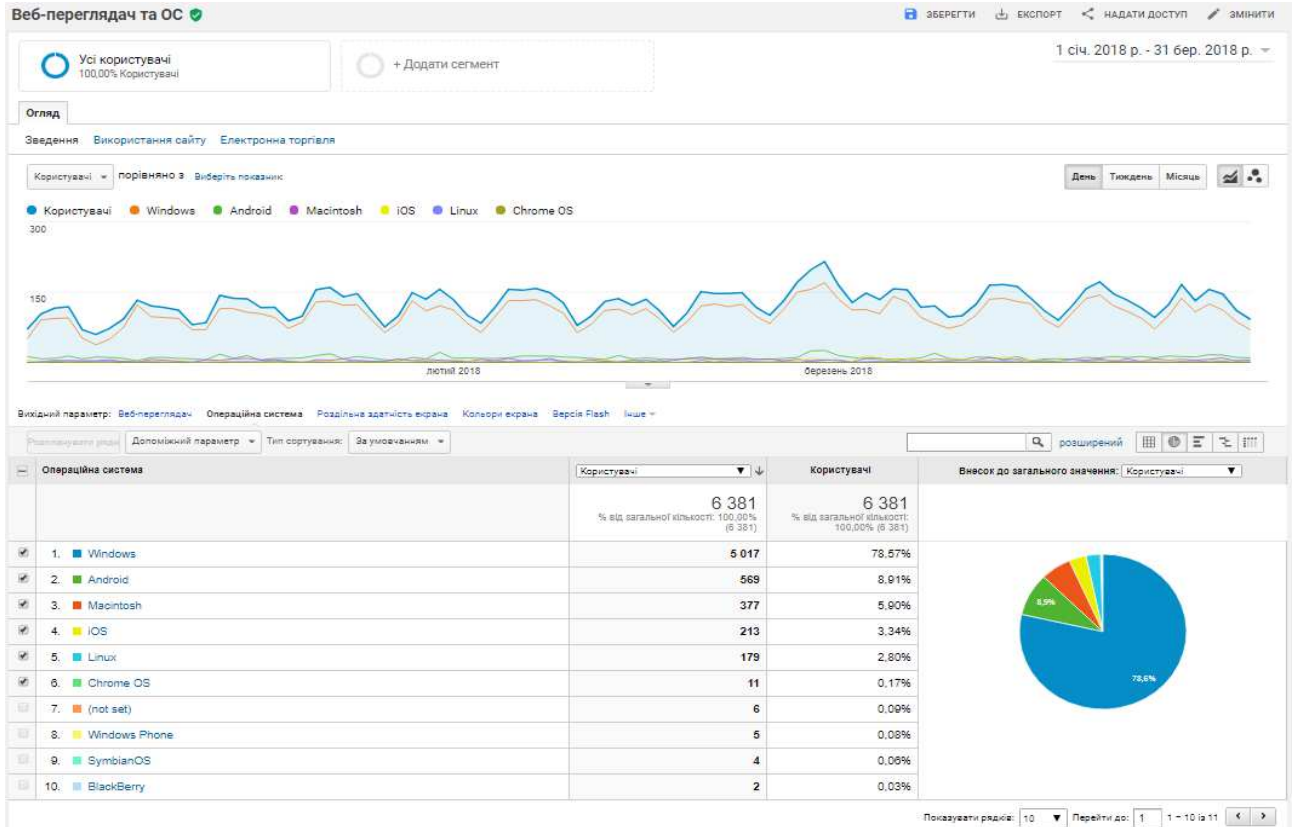 Веб-переглядач та ОС
ЗБЕРЕГТИ ЕКСПОРТ НАДАТИ ДОСТУП ЗМІНИТИ
Усі користувачі
100,00% Користувачі
+ Додати сегмент
1 січ. 2018 р. - 31 бер. 2018 р.
Огляд
Зведення Використання сайту Електронна торгівля
Користувачі порівняно з Виберіть показник
День Тиждень Місяць
Користувачі Windows Android Macintosh iOS Linux Chrome OS
300
150
лютий 2018 березень 2018
Вихідний параметр: Веб-переглядач Операційна система Роздільна здатність екрана Кольори екрана Версія Flash Інше
Допоміжний параметр Тип сортування: За умовчанням розширений
Операційна система Користувачі Користувачі Внесок до загального значення: Користувачі
6 381 6 381
% від загальної кількості: 100,00% (6 381) % від загальної кількості: 100,00% (6 381)
1. Windows 5 017 78,57%
2. Android 569 8,91%
3. Macintosh 377 5,90%
4. iOS 213 3,34%
5. Linux 179 2,80%
6. Chrome OS 11 0,17%
7. (not set) 6 0,09%
8. Windows Phone 5 0,08%
9. SymbianOS 4 0,06%
10. BlackBerry 2 0,03%
8,9%
78,6%
Показувати рядків: 10 Перейти до: 1 1 - 10 із 11